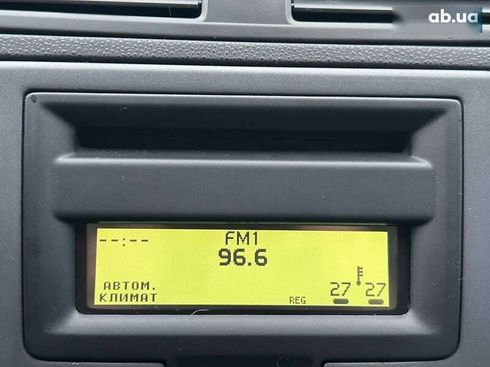 ab.ua
--:--
FM1
96.6
АВТОМ.
КЛИМАТ
REG
27 27